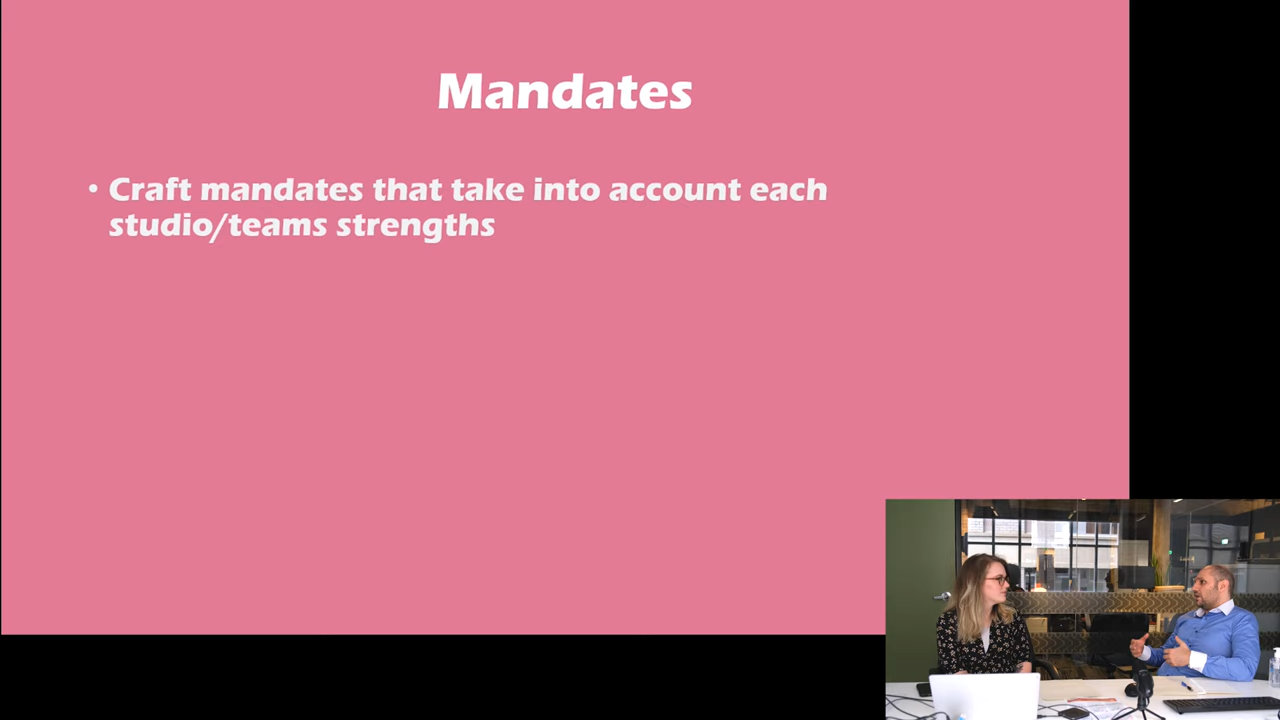 Mandates
• Craft mandates that take into account each
studio/teams strengths